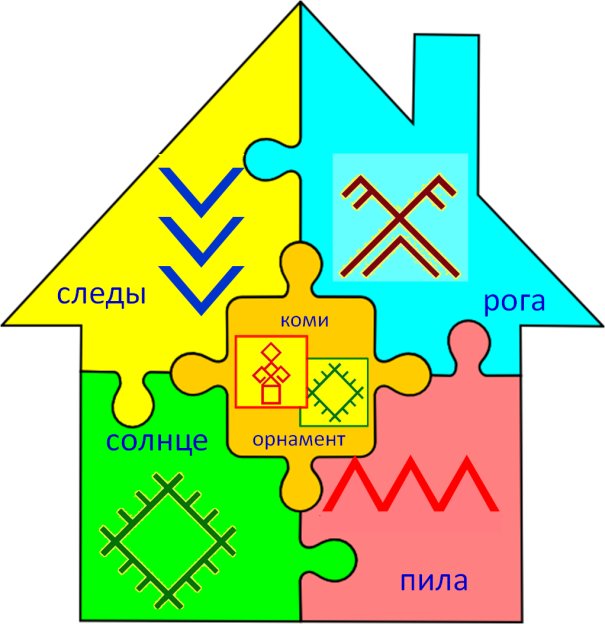 следы
рога
коми
орнамент
солнце
пила